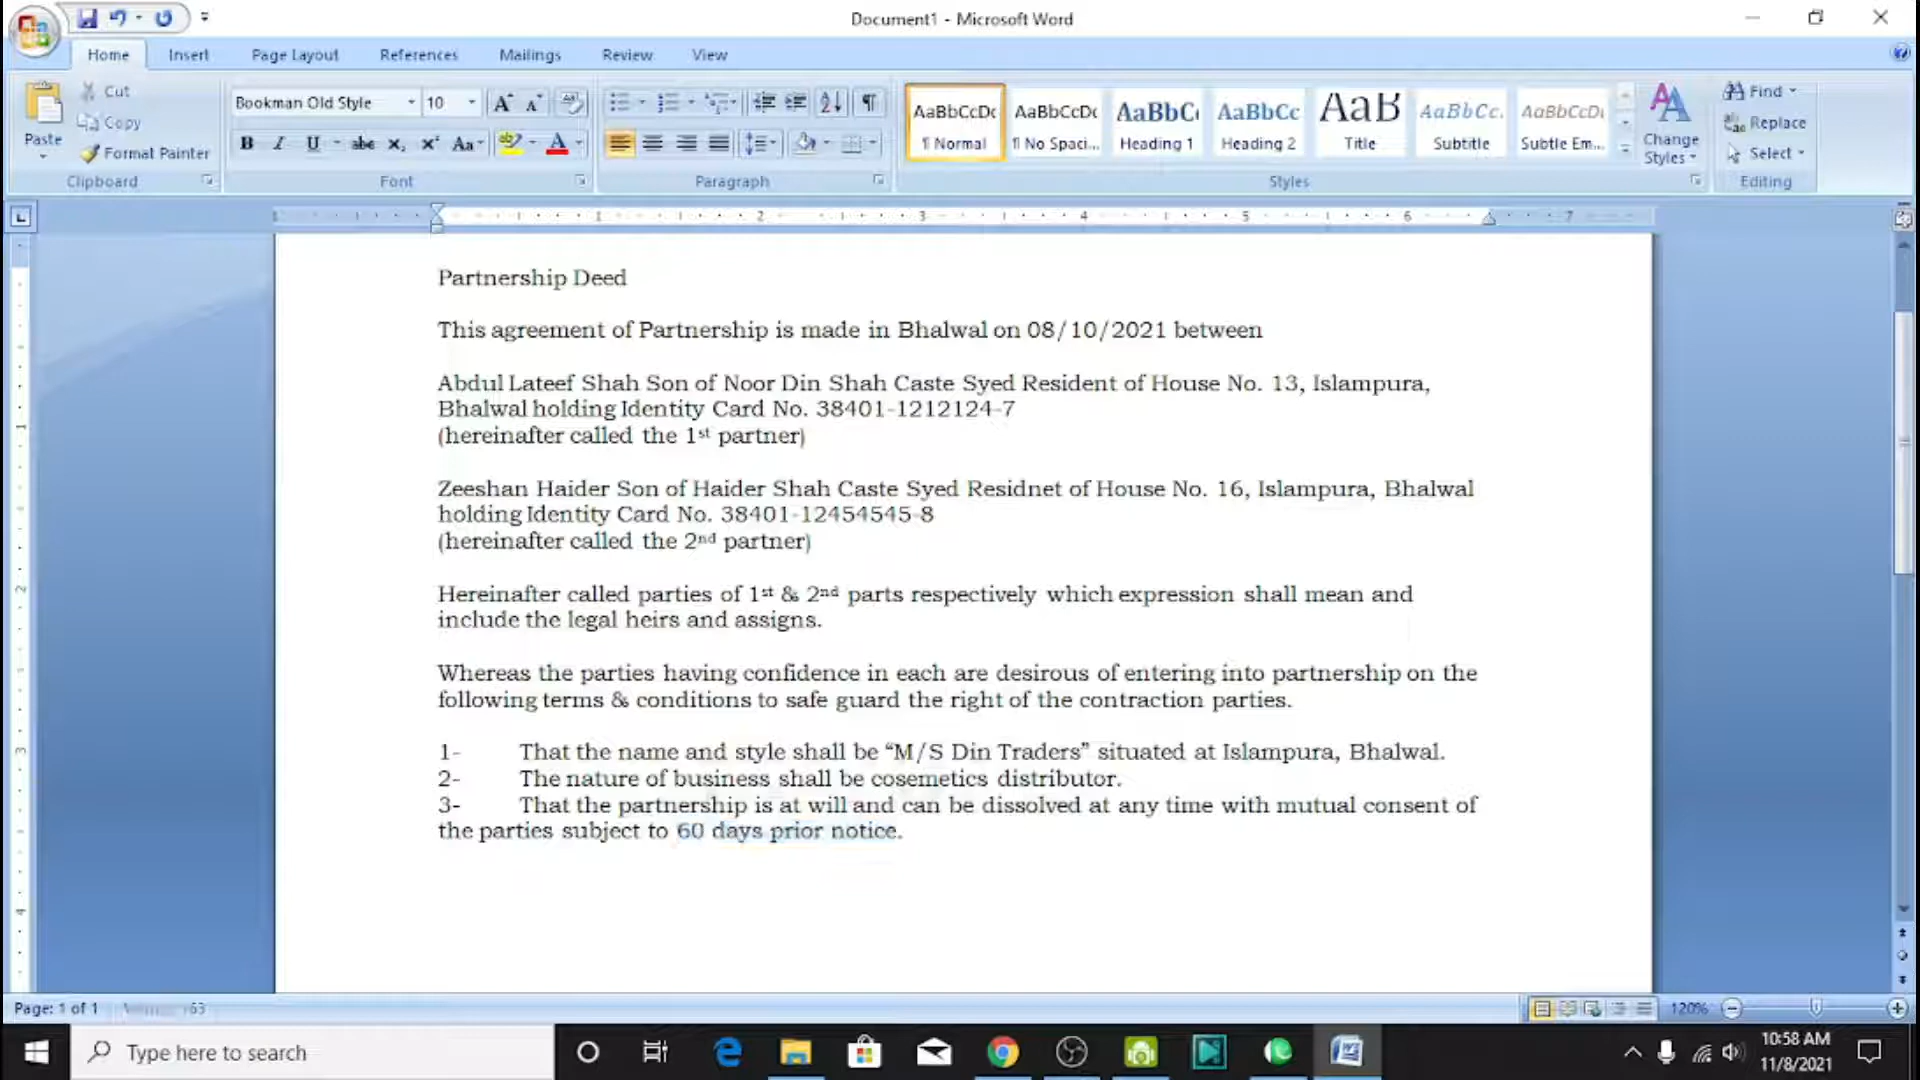 Document1 - Microsoft Word
Home Insert Page Layout References Mailings Review View
Paste
Cut
Copy
Format Painter
Clipboard
Bookman Old Style 10
B I U abc x₂ x² Aa
Font
Paragraph
AaBbCcDc AaBbCcDc AaBbC AaBbCc AaB AaBbCc. AaBbCcDi
¶ Normal ¶ No Spaci... Heading 1 Heading 2 Title Subtitle Subtle Em...
Change Styles
Styles
Find
Replace
Select
Editing
1 2 3 4 5 6 7
Partnership Deed
This agreement of Partnership is made in Bhalwal on 08/10/2021 between
Abdul Lateef Shah Son of Noor Din Shah Caste Syed Resident of House No. 13, Islampura,
Bhalwal holding Identity Card No. 38401-1212124-7
(hereinafter called the 1st partner)
Zeeshan Haider Son of Haider Shah Caste Syed Residnet of House No. 16, Islampura, Bhalwal
holding Identity Card No. 38401-12454545-8
(hereinafter called the 2nd partner)
Hereinafter called parties of 1st & 2nd parts respectively which expression shall mean and
include the legal heirs and assigns.
Whereas the parties having confidence in each are desirous of entering into partnership on the
following terms & conditions to safe guard the right of the contraction parties.
1- That the name and style shall be “M/S Din Traders” situated at Islampura, Bhalwal.
2- The nature of business shall be cosemetics distributor.
3- That the partnership is at will and can be dissolved at any time with mutual consent of
the parties subject to 60 days prior notice.
Page: 1 of 1
120%
Type here to search
10:58 AM
11/8/2021